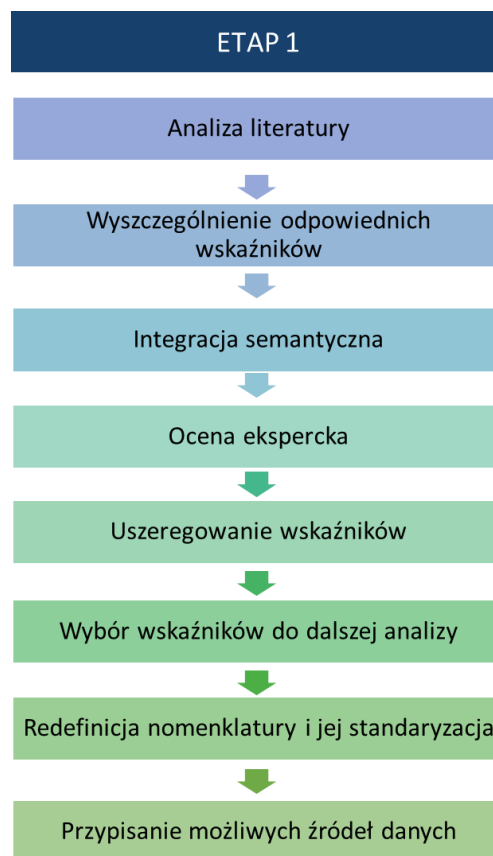 ETAP 1
Analiza literatury
Wyszczególnienie odpowiednich
wskaźników
Integracja semantyczna
Ocena ekspercka
Uszeregowanie wskaźników
Wybór wskaźników do dalszej analizy
Redefinicja nomenklatury i jej standaryzacja
Przypisanie możliwych źródeł danych